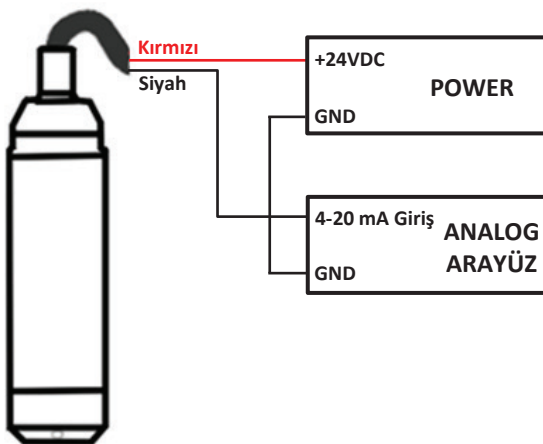 Kırmızı
Siyah
+24VDC
POWER
GND
4-20 mA Giriş
ANALOG
ARAYÜZ
GND